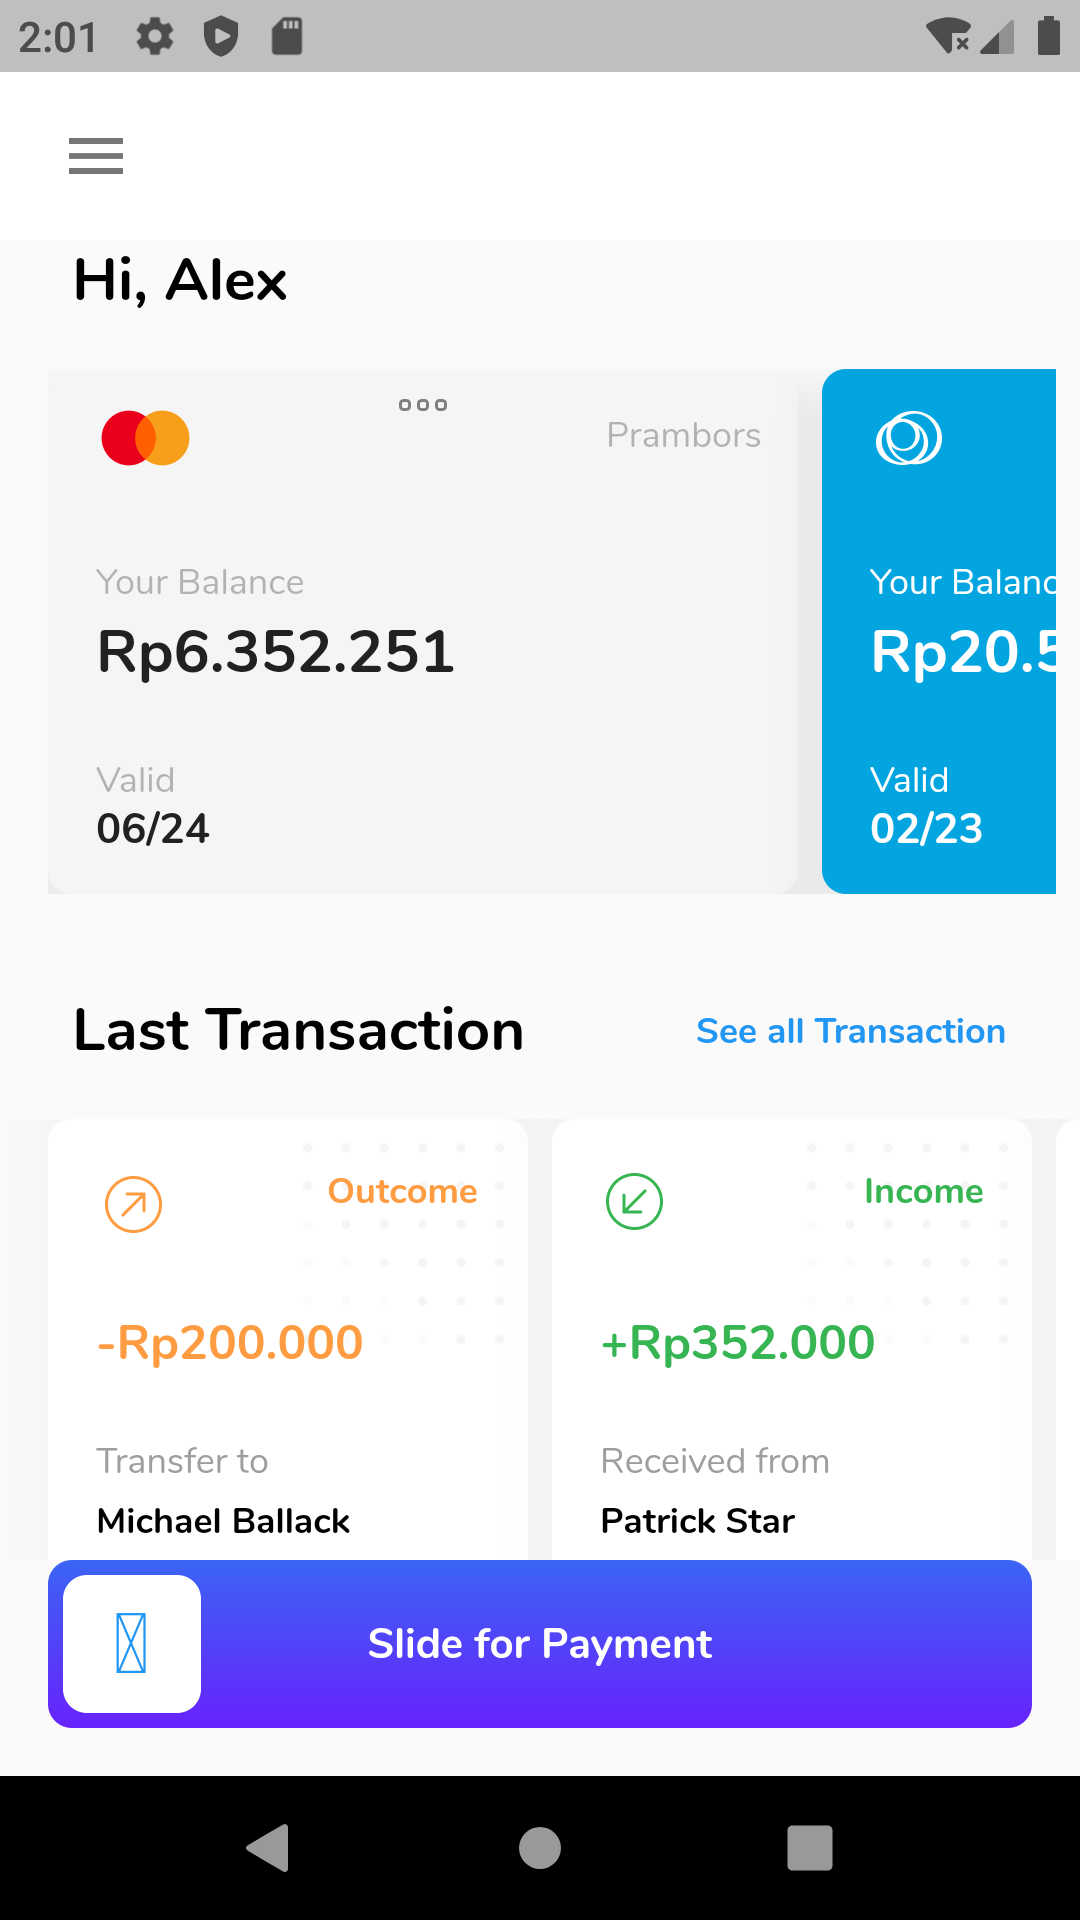 2:01
Hi, Alex
Prambors
Your Balance
Rp6.352.251
Valid
06/24
Your Balanc
Rp20.5
Valid
02/23
Last Transaction
See all Transaction
Outcome
-Rp200.000
Transfer to
Michael Ballack
Income
+Rp352.000
Received from
Patrick Star
Slide for Payment